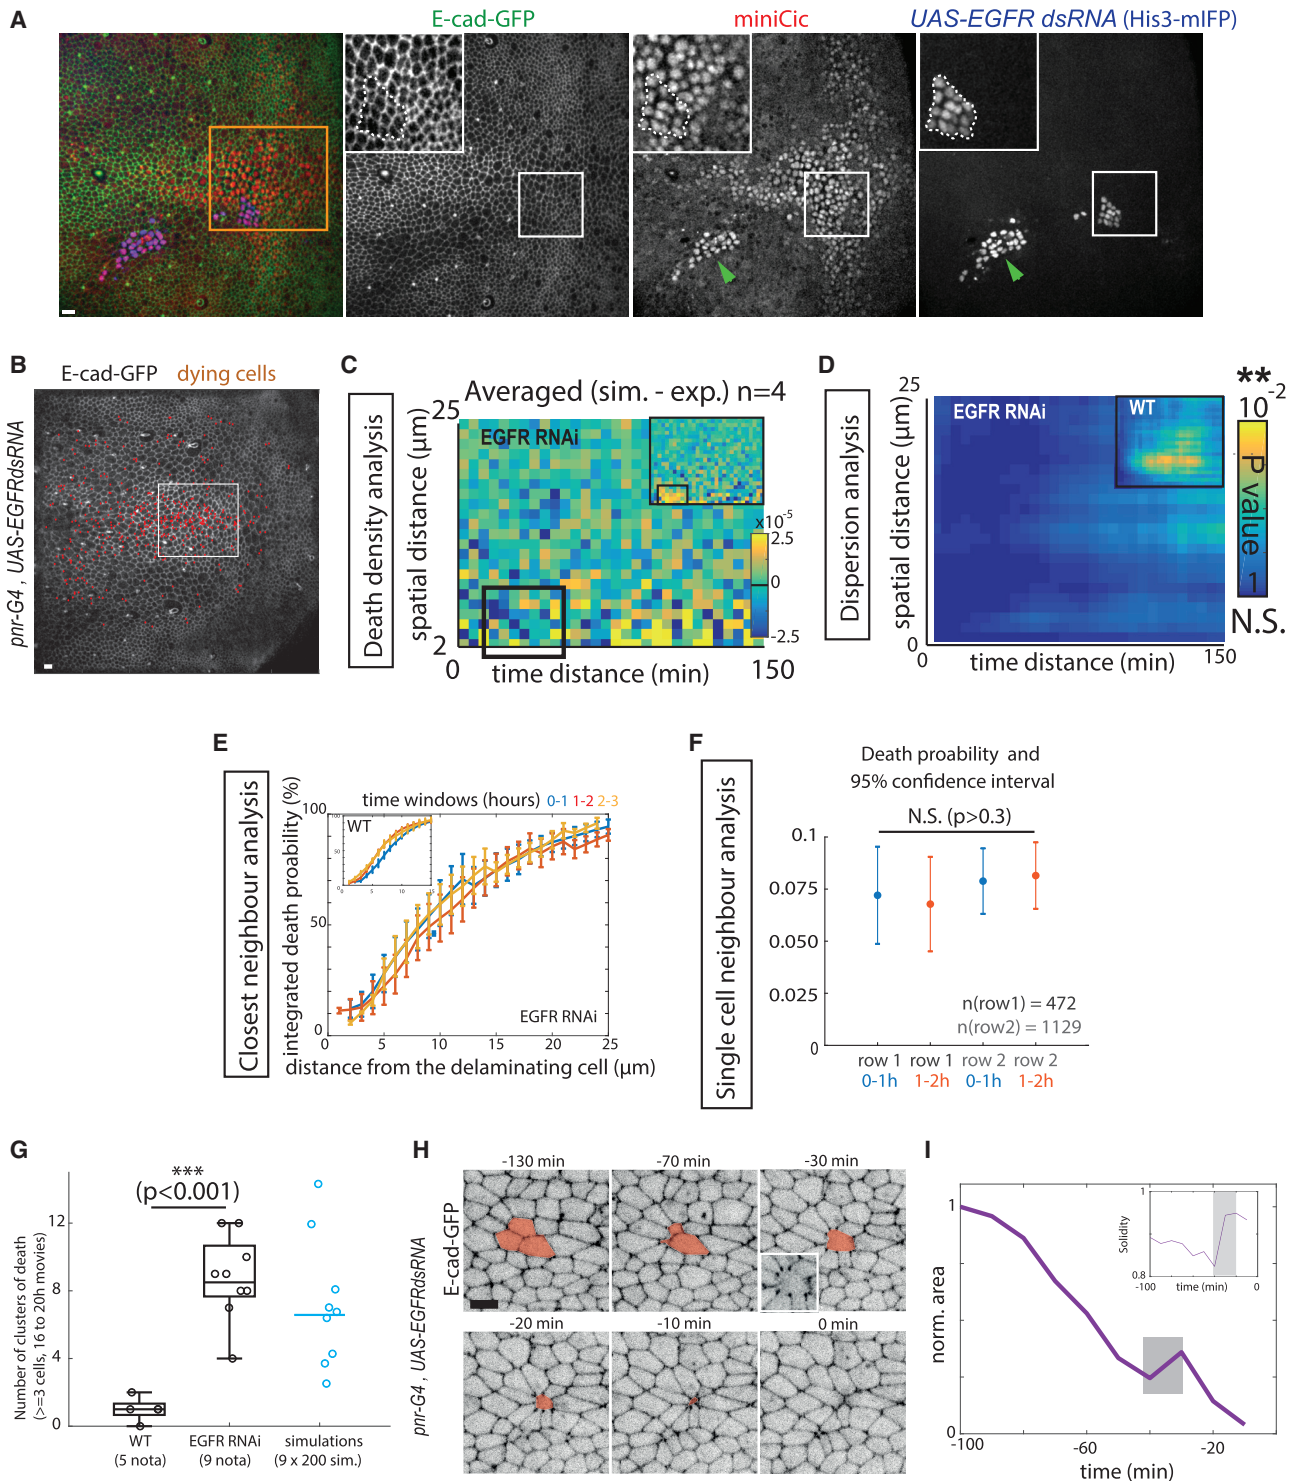 A
E-cad-GFP
miniCic
UAS-EGFR dsRNA (His3-mIFP)
B
E-cad-GFP dying cells
pnr-G4 , UAS-EGFRdsRNA
C
Death density analysis
Averaged (sim. - exp.) n=4
EGFR RNAi
25
spatial distance (µm)
2
0
time distance (min)
150
x10-5
2.5
0
-2.5
D
Dispersion analysis
25
EGFR RNAi
WT
spatial distance (µm)
0
0
time distance (min)
150
**
10-2
P value
1
N.S.
E
Closest neighbour analysis
time windows (hours) 0-1 1-2 2-3
WT
100
50
0
0 5 10 15
integrated death proability (%)
100
50
0
0 5 10 15 20 25
EGFR RNAi
distance from the delaminating cell (µm)
F
Single cell neighbour analysis
Death proability and
95% confidence interval
N.S. (p>0.3)
0.1
0.075
0.050
0.025
0
n(row1) = 472
n(row2) = 1129
row 1 row 1 row 2 row 2
0-1h 1-2h 0-1h 1-2h
G
Number of clusters of death
(>=3 cells, 16 to 20h movies)
***
(p<0.001)
12
8
4
0
WT EGFR RNAi simulations
(5 nota) (9 nota) (9 x 200 sim.)
H
pnr-G4 , UAS-EGFRdsRNA
E-cad-GFP
-130 min -70 min -30 min
-20 min -10 min 0 min
I
norm. area
1
0
-100 -60 -20
time (min)
Solidity
1
0.8
-100 0
time (min)